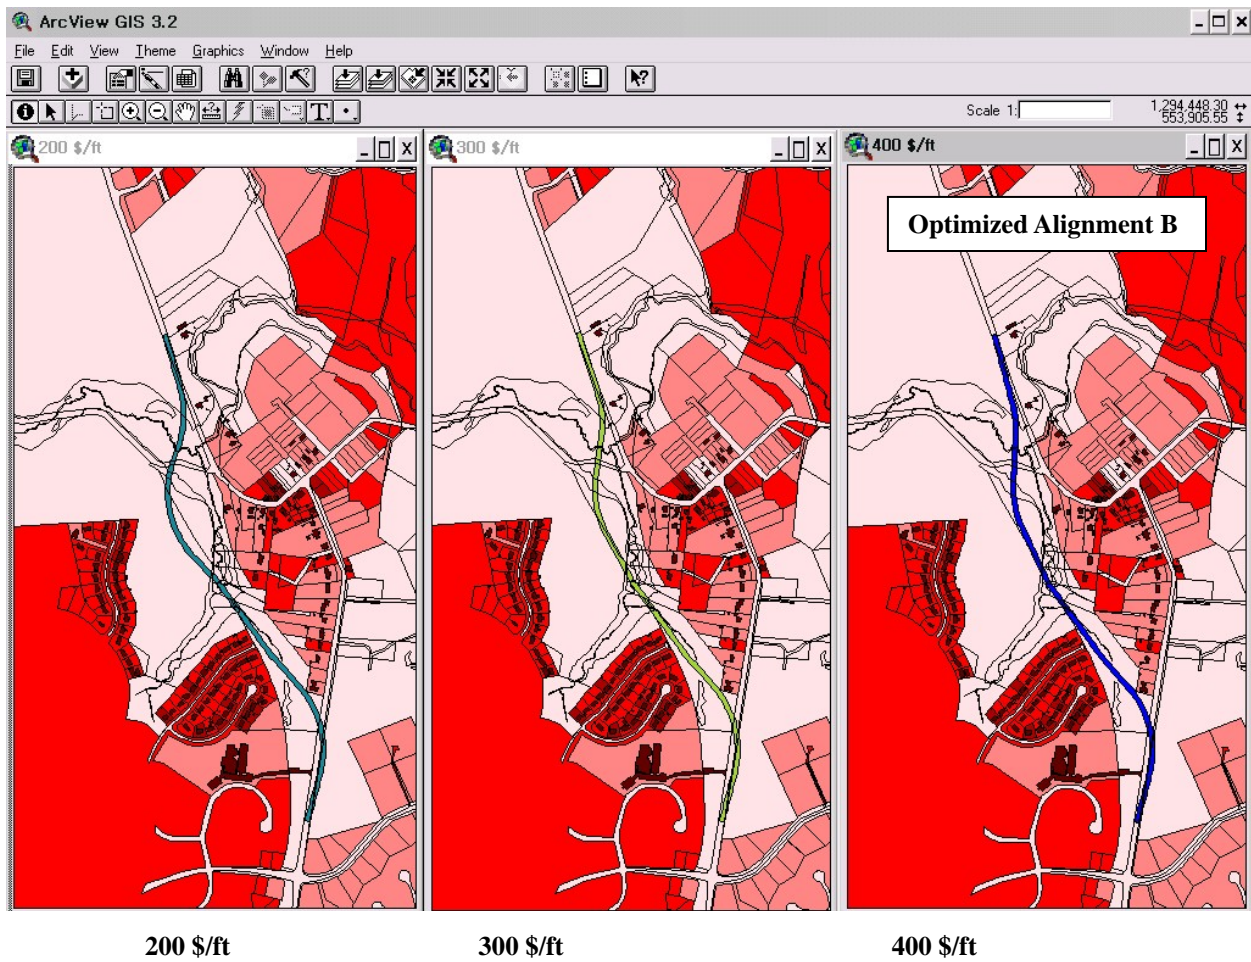 ArcView GIS 3.2
File Edit View Theme Graphics Window Help
Scale 1:
1,294,448.30
553,905.55
200 $/ft
300 $/ft
400 $/ft
Optimized Alignment B
200 $/ft
300 $/ft
400 $/ft